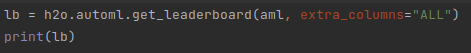 lb = h2o.automl.get_leaderboard(aml, extra_columns="ALL")
print(lb)